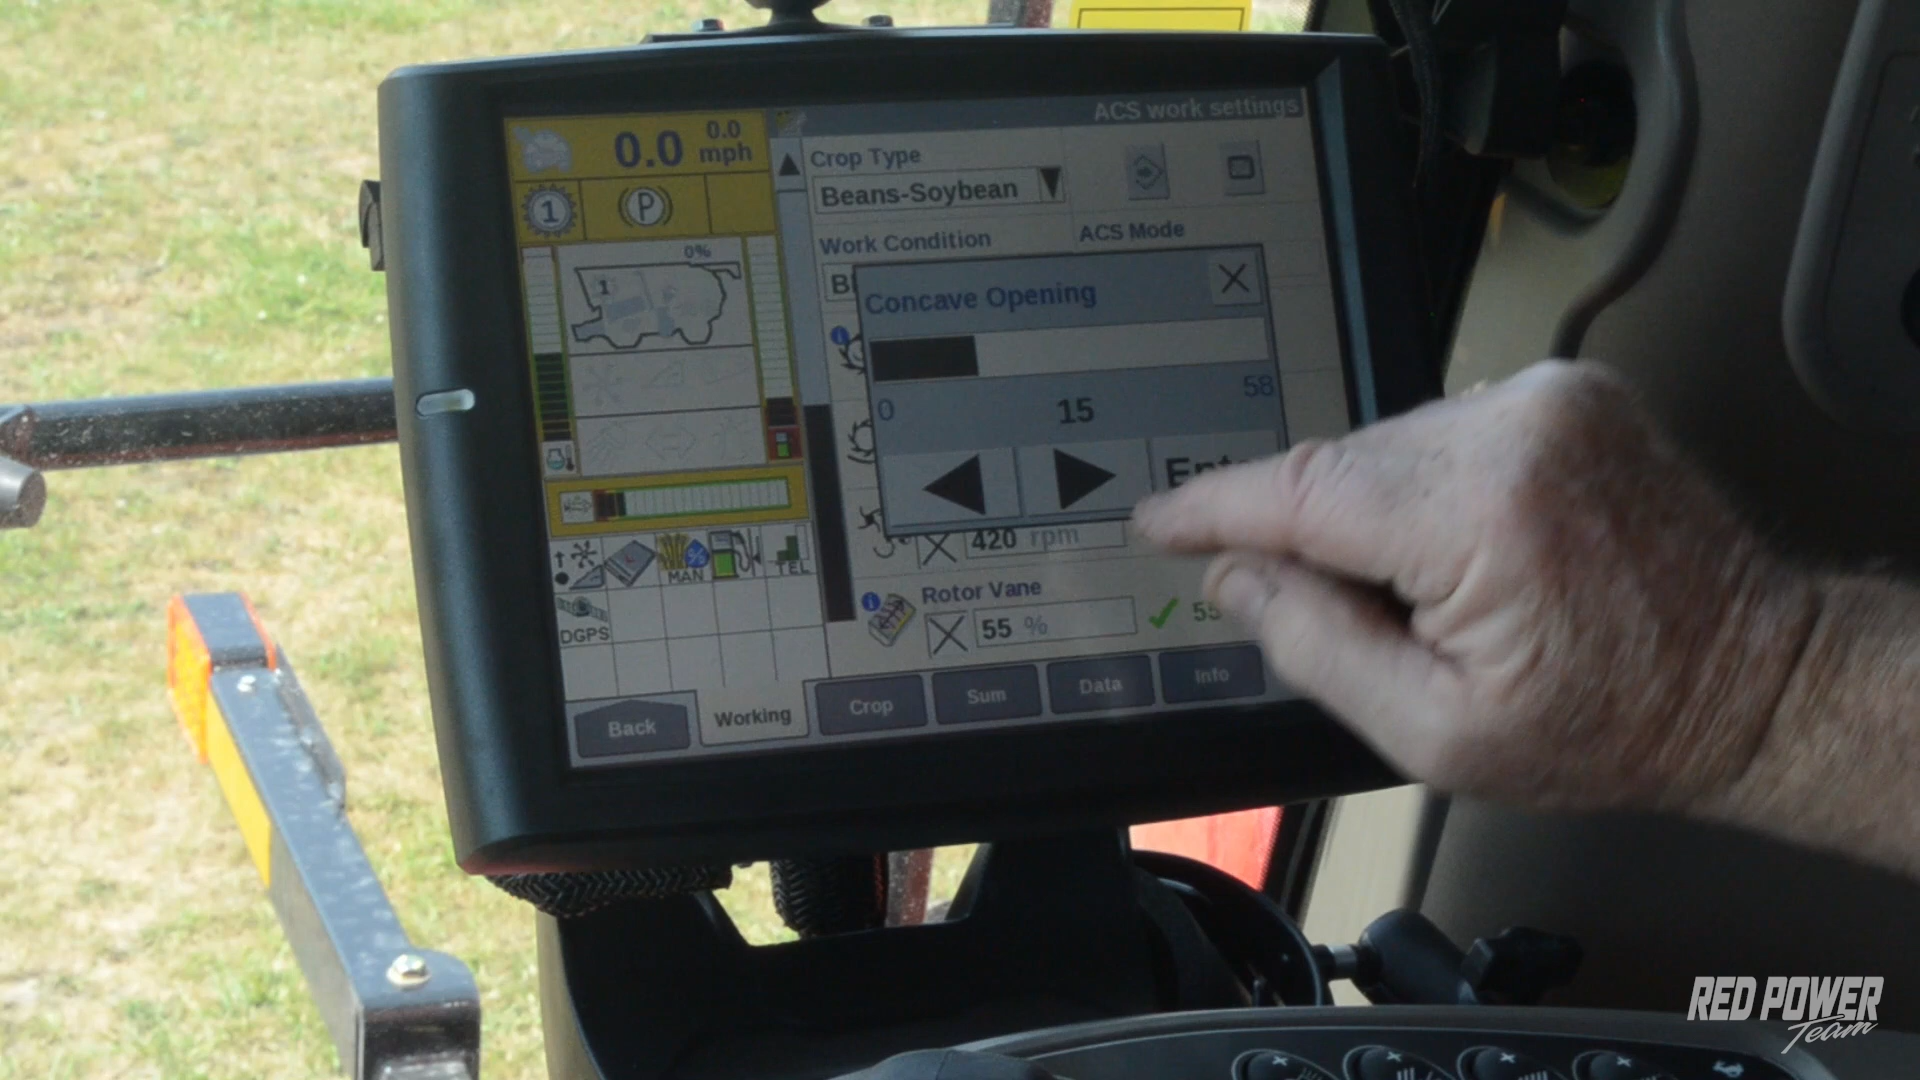 ACS work settings
0.0
0.0
mph
1
P
Crop Type
Beans-Soybean
Work Condition
ACS Mode
0%
1
Concave Opening
0
15
58
420 rpm
MAN
TEL
DGPS
Rotor Vane
55 %
55
Back
Working
Crop
Sum
Data
Info
RED POWER
Team